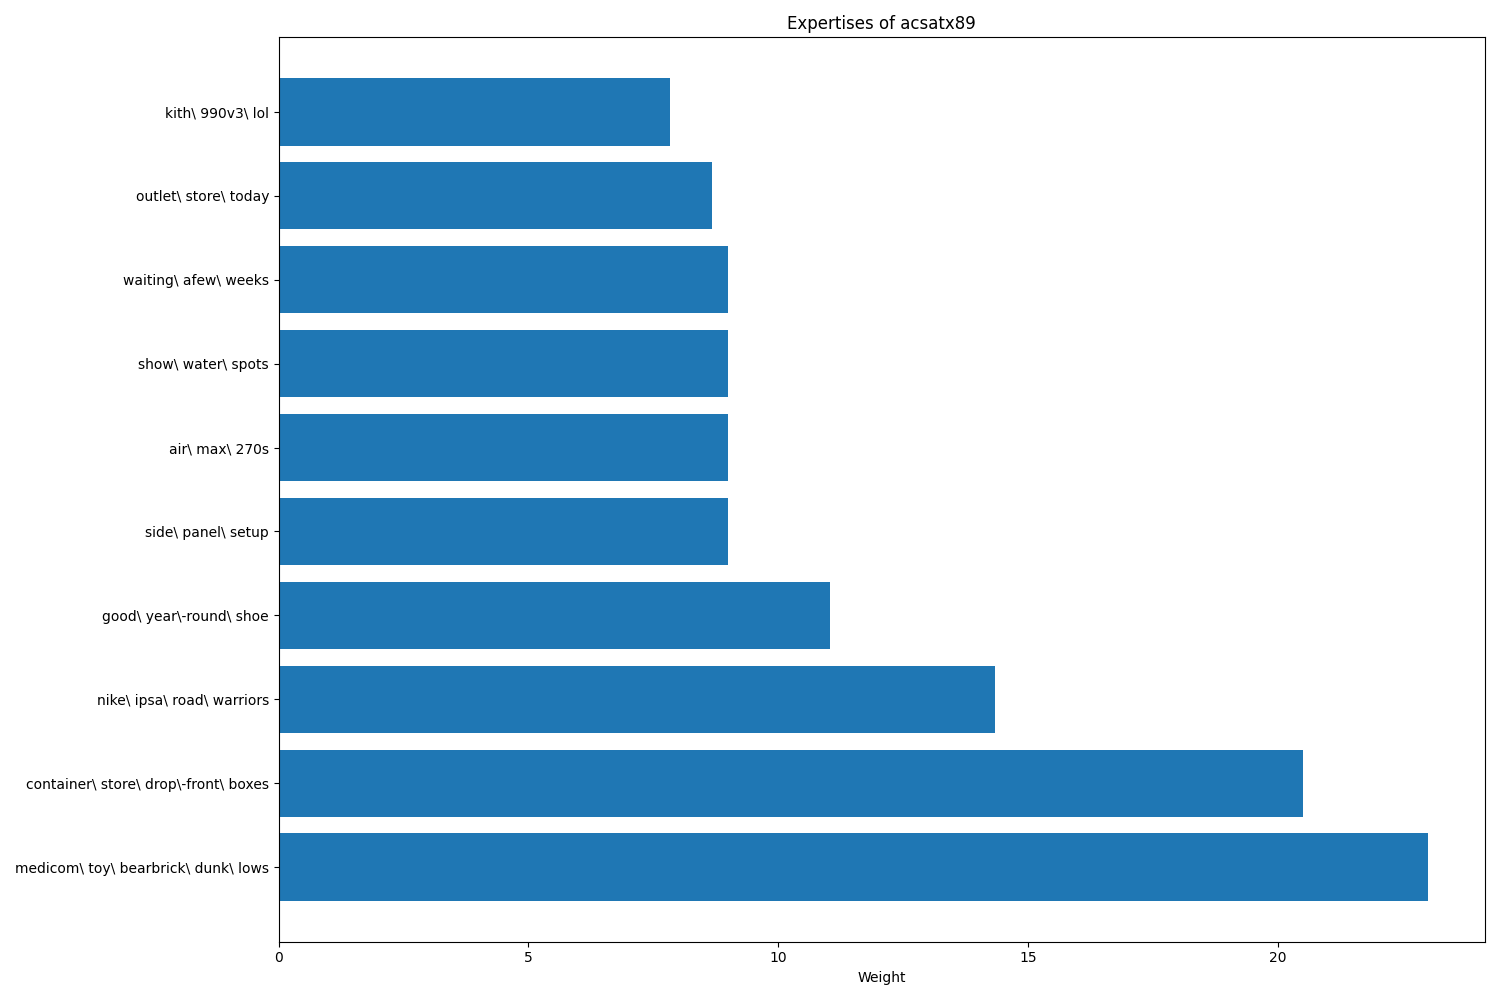 Expertises of acsatx89
kith\ 990v3\ lol
outlet\ store\ today
waiting\ afew\ weeks
show\ water\ spots
air\ max\ 270s
side\ panel\ setup
good\ year\-round\ shoe
nike\ ipsa\ road\ warriors
container\ store\ drop\-front\ boxes
medicom\ toy\ bearbrick\ dunk\ lows
0 5 10 15 20
Weight